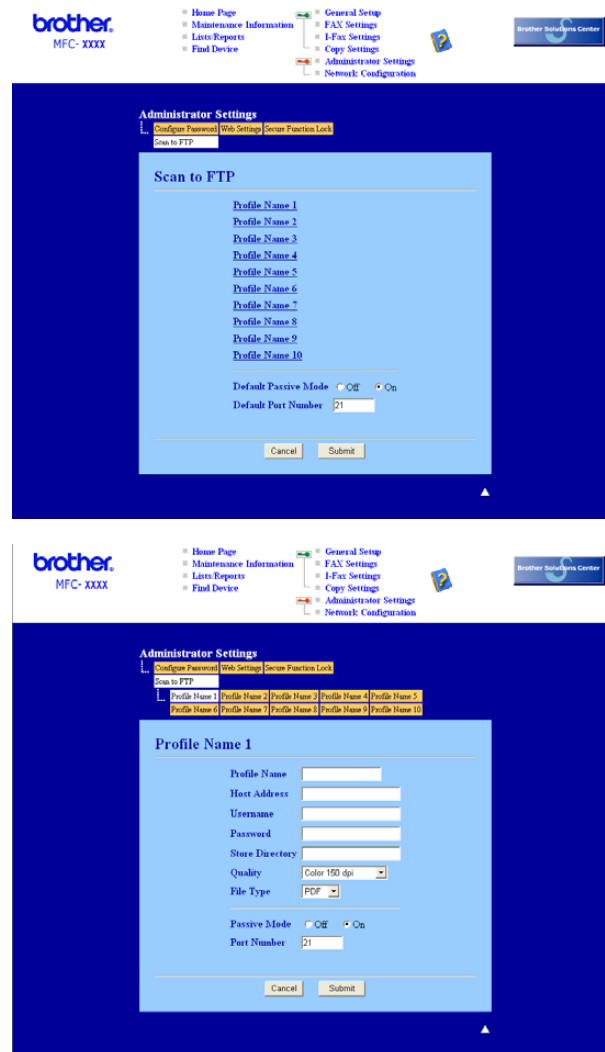 brother.
MFC- XXXX
Home Page
Maintenance Information
Lists/Reports
Find Device
General Setup
FAX Settings
I-Fax Settings
Copy Settings
Administrator Settings
Network Configuration
Brother Solutions Center
Administrator Settings
Configure Password Web Settings Secure Function Lock
Scan to FTP
Scan to FTP
Profile Name 1
Profile Name 2
Profile Name 3
Profile Name 4
Profile Name 5
Profile Name 6
Profile Name 7
Profile Name 8
Profile Name 9
Profile Name 10
Default Passive Mode Off On
Default Port Number 21
Cancel Submit
brother.
MFC- XXXX
Home Page
Maintenance Information
Lists/Reports
Find Device
General Setup
FAX Settings
I-Fax Settings
Copy Settings
Administrator Settings
Network Configuration
Brother Solutions Center
Administrator Settings
Configure Password Web Settings Secure Function Lock
Scan to FTP
Profile Name 1 Profile Name 2 Profile Name 3 Profile Name 4 Profile Name 5
Profile Name 6 Profile Name 7 Profile Name 8 Profile Name 9 Profile Name 10
Profile Name 1
Profile Name
Host Address
Username
Password
Store Directory
Quality Color 150 dpi
File Type PDF
Passive Mode Off On
Port Number 21
Cancel Submit